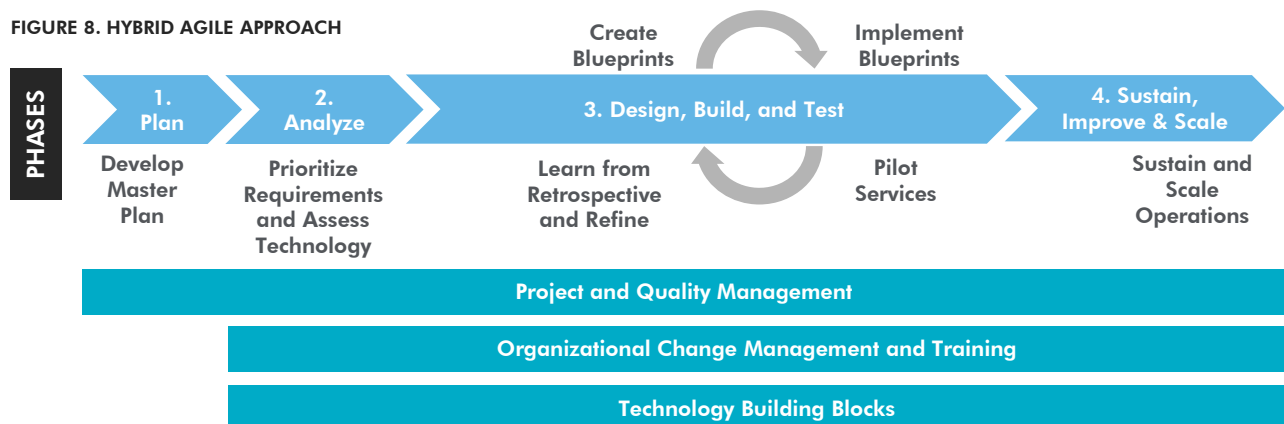 FIGURE 8. HYBRID AGILE APPROACH
Create
Blueprints
Implement
Blueprints
PHASES
1.
Plan
2.
Analyze
3. Design, Build, and Test
4. Sustain,
Improve & Scale
Develop
Master
Plan
Prioritize
Requirements
and Assess
Technology
Learn from
Retrospective
and Refine
Pilot
Services
Sustain and
Scale
Operations
Project and Quality Management
Organizational Change Management and Training
Technology Building Blocks